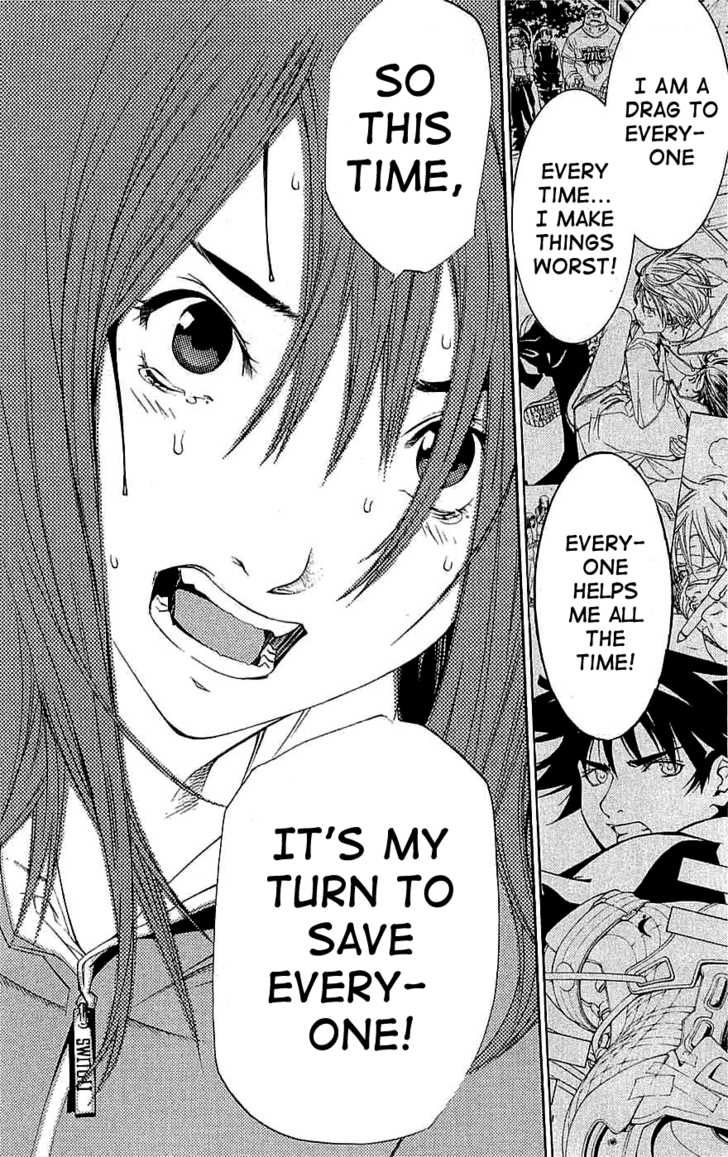 I AM A
DRAG TO
EVERY-
ONE
EVERY
TIME...
I MAKE
THINGS
WORST!
EVERY-
ONE
HELPS
ME ALL
THE
TIME!
SO
THIS
TIME,
IT'S MY
TURN TO
SAVE
EVERY-
ONE!